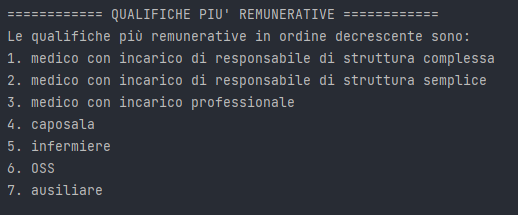 ============ QUALIFICHE PIU' REMUNERATIVE ============
Le qualifiche più remunerative in ordine decrescente sono:
1. medico con incarico di responsabile di struttura complessa
2. medico con incarico di responsabile di struttura semplice
3. medico con incarico professionale
4. caposala
5. infermiere
6. OSS
7. ausiliare